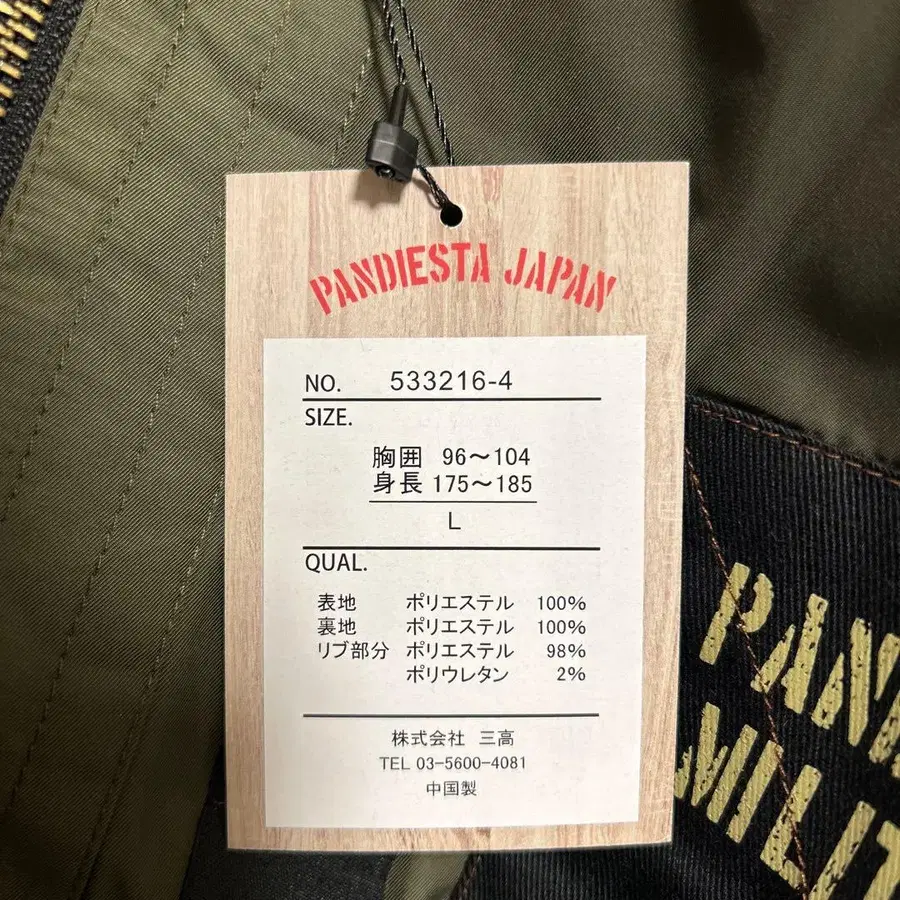 PANDIESTA JAPAN
NO. 533216-4
SIZE.
胸囲 96～104
身長 175～185
L
QUAL.
表地 ポリエステル 100%
裏地 ポリエステル 100%
リブ部分 ポリエステル 98%
ポリウレタン 2%
株式会社 三高
TEL 03-5600-4081
中国製